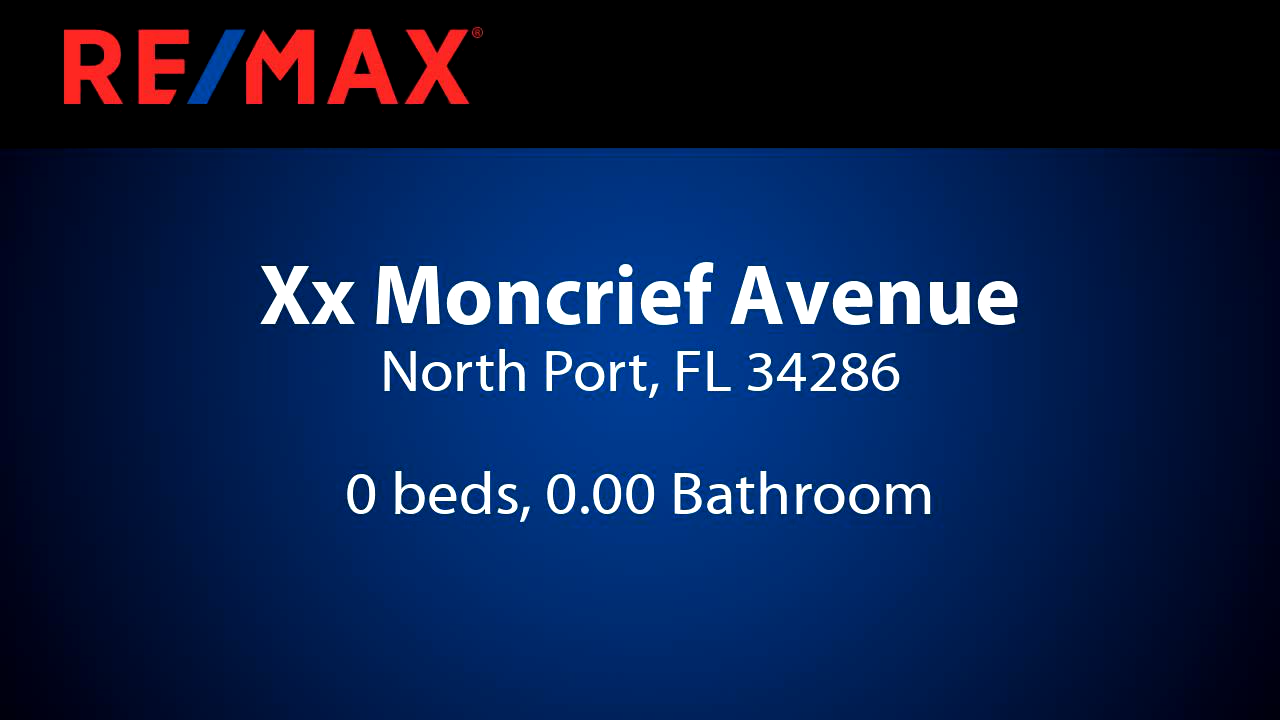 RE/MAX®
Xx Moncrief Avenue
North Port, FL 34286
0 beds, 0.00 Bathroom